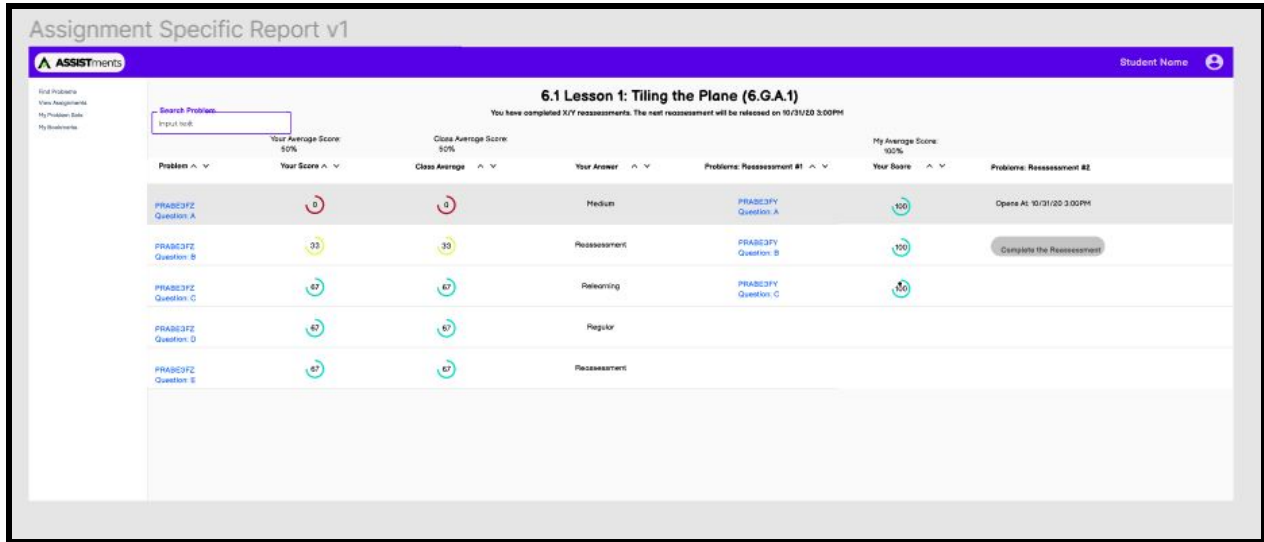 Assignment Specific Report v1
ASSISTments
Student Name
Find Problems
View Assignments
My Problem Sets
My Bookmarks
6.1 Lesson 1: Tiling the Plane (6.G.A.1)
You have completed X/Y reassessments. The next reassessment will be released on 10/31/20 3:00PM
Search Problem
Input text
Your Average Score: Class Average Score: My Average Score:
50% 50% 100%
Problem Your Score Class Average Your Answer Problems: Reassessment #1 Your Score Problems: Reassessment #2
PRABE3FZ 0 0 Medium PRABE3FY 100 Opens At: 10/31/20 3:00PM
Question: A Question: A
PRABE3FZ 33 33 Reassessment PRABE3FY 100 Complete the Reassessment
Question: B Question: B
PRABE3FZ 67 67 Relearning PRABE3FY 100
Question: C Question: C
PRABE3FZ 67 67 Regular
Question: D
PRABE3FZ 67 67 Reassessment
Question: E